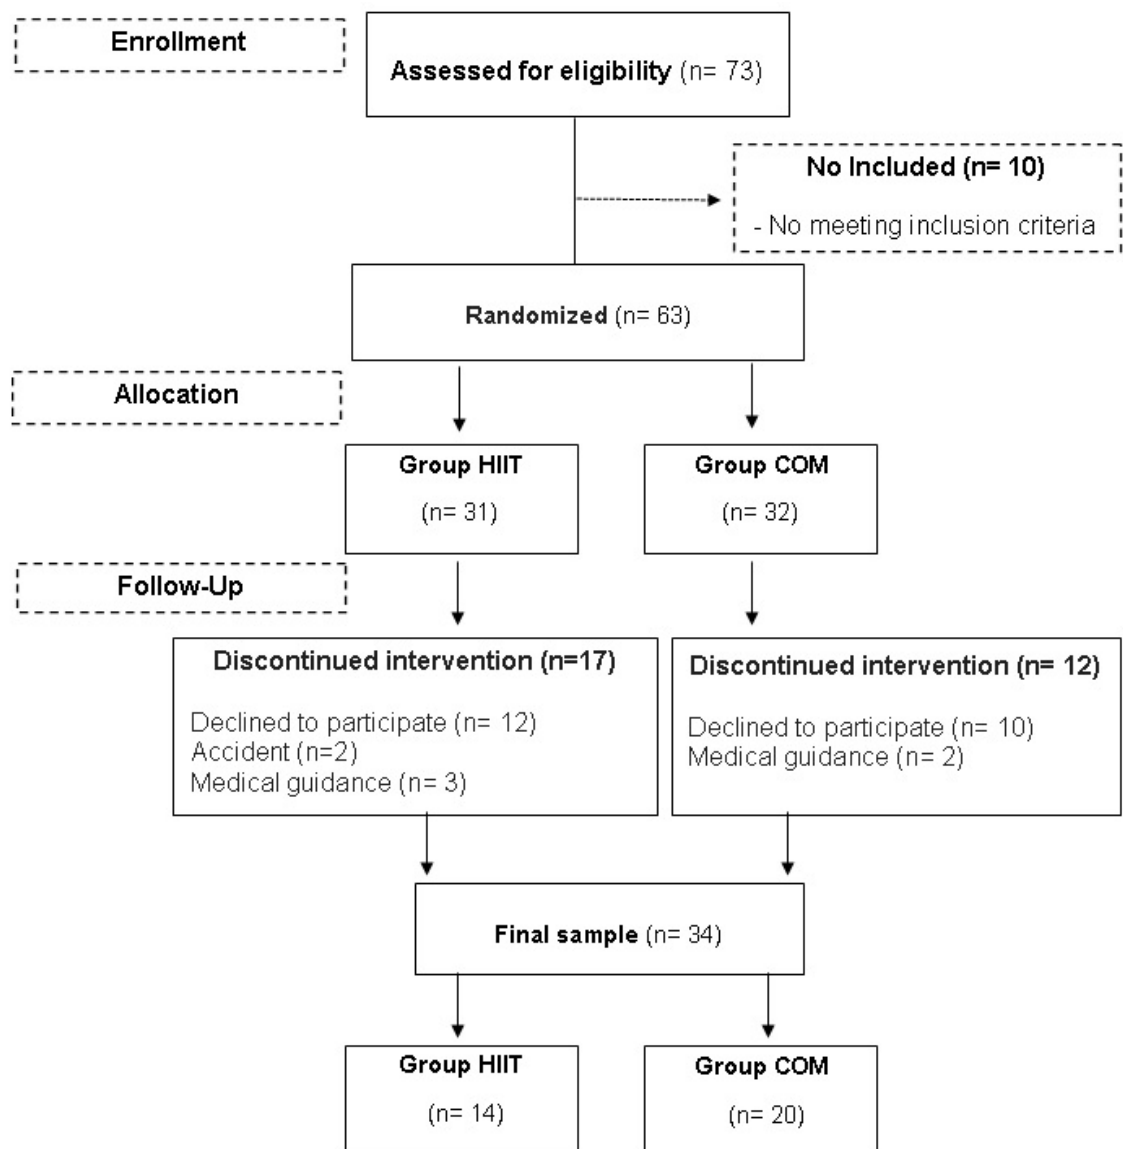 Enrollment
Assessed for eligibility (n= 73)
No Included (n= 10)
- No meeting inclusion criteria
Randomized (n= 63)
Allocation
Group HIIT
(n= 31)
Group COM
(n= 32)
Follow-Up
Discontinued intervention (n=17)
Declined to participate (n= 12)
Accident (n=2)
Medical guidance (n= 3)
Discontinued intervention (n= 12)
Declined to participate (n= 10)
Medical guidance (n= 2)
Final sample (n= 34)
Group HIIT
(n= 14)
Group COM
(n= 20)